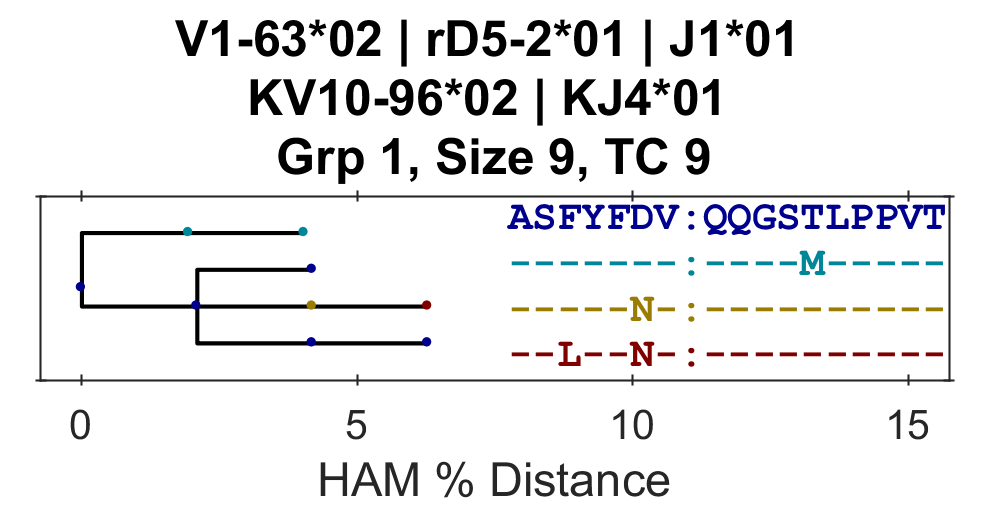 V1-63*02 | rD5-2*01 | J1*01
KV10-96*02 | KJ4*01
Grp 1, Size 9, TC 9
ASFYFDV:QQGSTLPPVT
-------:----M-----
-----N-:----------
--L--N-:----------
0 5 10 15
HAM % Distance